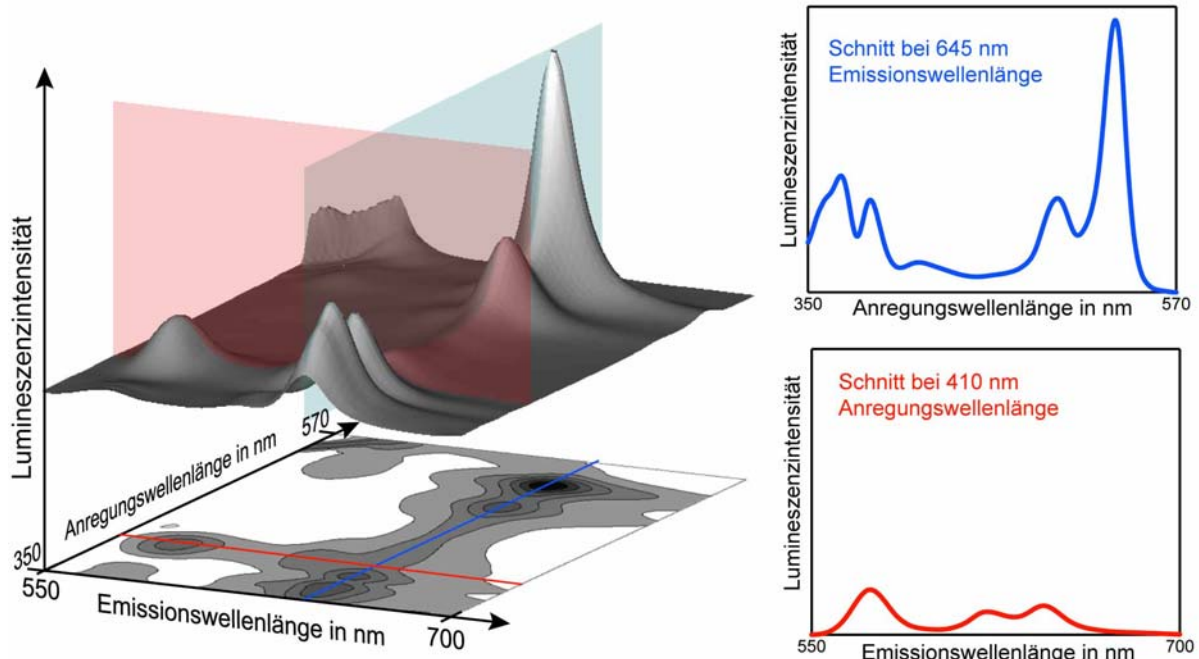 Lumineszenzintensität
Anregungswellenlänge in nm
570
350
550
Emissionswellenlänge in nm
700
Lumineszenzintensität
Schnitt bei 645 nm
Emissionswellenlänge
350
Anregungswellenlänge in nm
570
Lumineszenzintensität
Schnitt bei 410 nm
Anregungswellenlänge
550
Emissionswellenlänge in nm
700